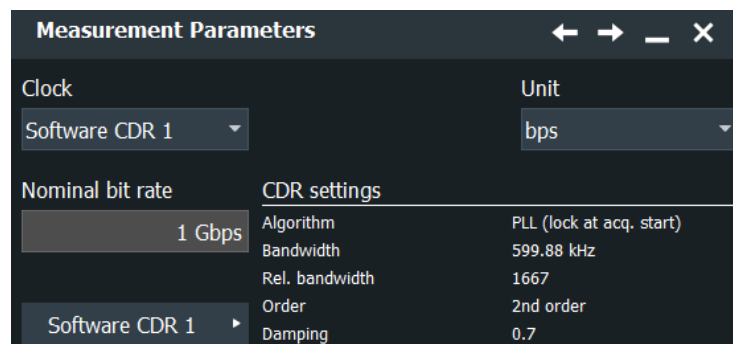 Measurement Parameters
Clock
Unit
Software CDR 1
bps
Nominal bit rate
CDR settings
1 Gbps
Algorithm PLL (lock at acq. start)
Bandwidth 599.88 kHz
Rel. bandwidth 1667
Order 2nd order
Software CDR 1
Damping 0.7